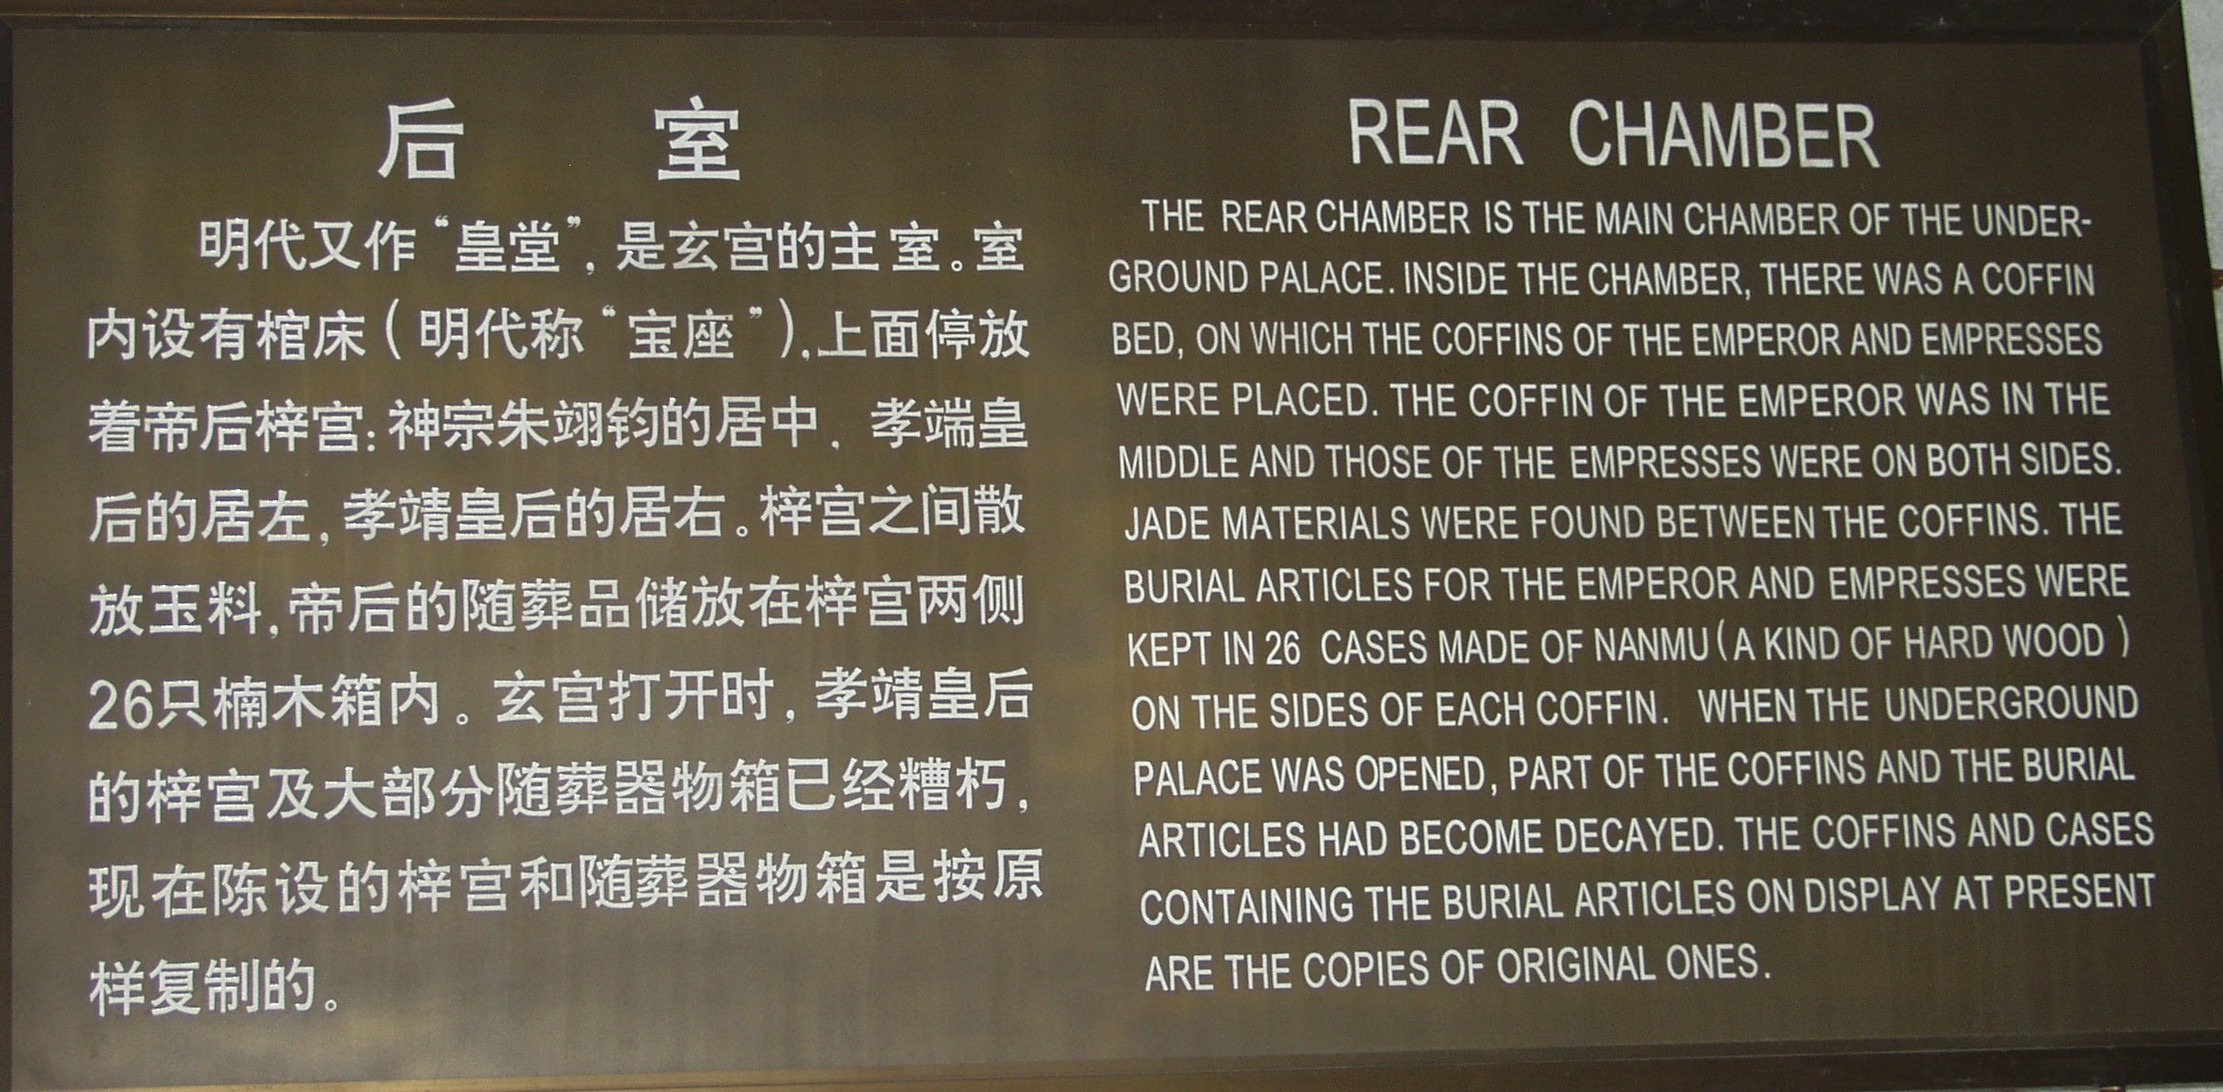 后 室
明代又作“皇堂”，是玄宫的主室。室
内设有棺床（明代称“宝座”），上面停放
着帝后梓宫：神宗朱翊钧的居中，孝端皇
后的居左，孝靖皇后的居右。梓宫之间散
放玉料，帝后的随葬品储放在梓宫两侧
26只楠木箱内。玄宫打开时，孝靖皇后
的梓宫及大部分随葬器物箱已经糟朽，
现在陈设的梓宫和随葬器物箱是按原
样复制的。
REAR CHAMBER
THE REAR CHAMBER IS THE MAIN CHAMBER OF THE UNDER-
GROUND PALACE. INSIDE THE CHAMBER, THERE WAS A COFFIN
BED, ON WHICH THE COFFINS OF THE EMPEROR AND EMPRESSES
WERE PLACED. THE COFFIN OF THE EMPEROR WAS IN THE
MIDDLE AND THOSE OF THE EMPRESSES WERE ON BOTH SIDES.
JADE MATERIALS WERE FOUND BETWEEN THE COFFINS. THE
BURIAL ARTICLES FOR THE EMPEROR AND EMPRESSES WERE
KEPT IN 26 CASES MADE OF NANMU (A KIND OF HARD WOOD )
ON THE SIDES OF EACH COFFIN. WHEN THE UNDERGROUND
PALACE WAS OPENED, PART OF THE COFFINS AND THE BURIAL
ARTICLES HAD BECOME DECAYED. THE COFFINS AND CASES
CONTAINING THE BURIAL ARTICLES ON DISPLAY AT PRESENT
ARE THE COPIES OF ORIGINAL ONES.